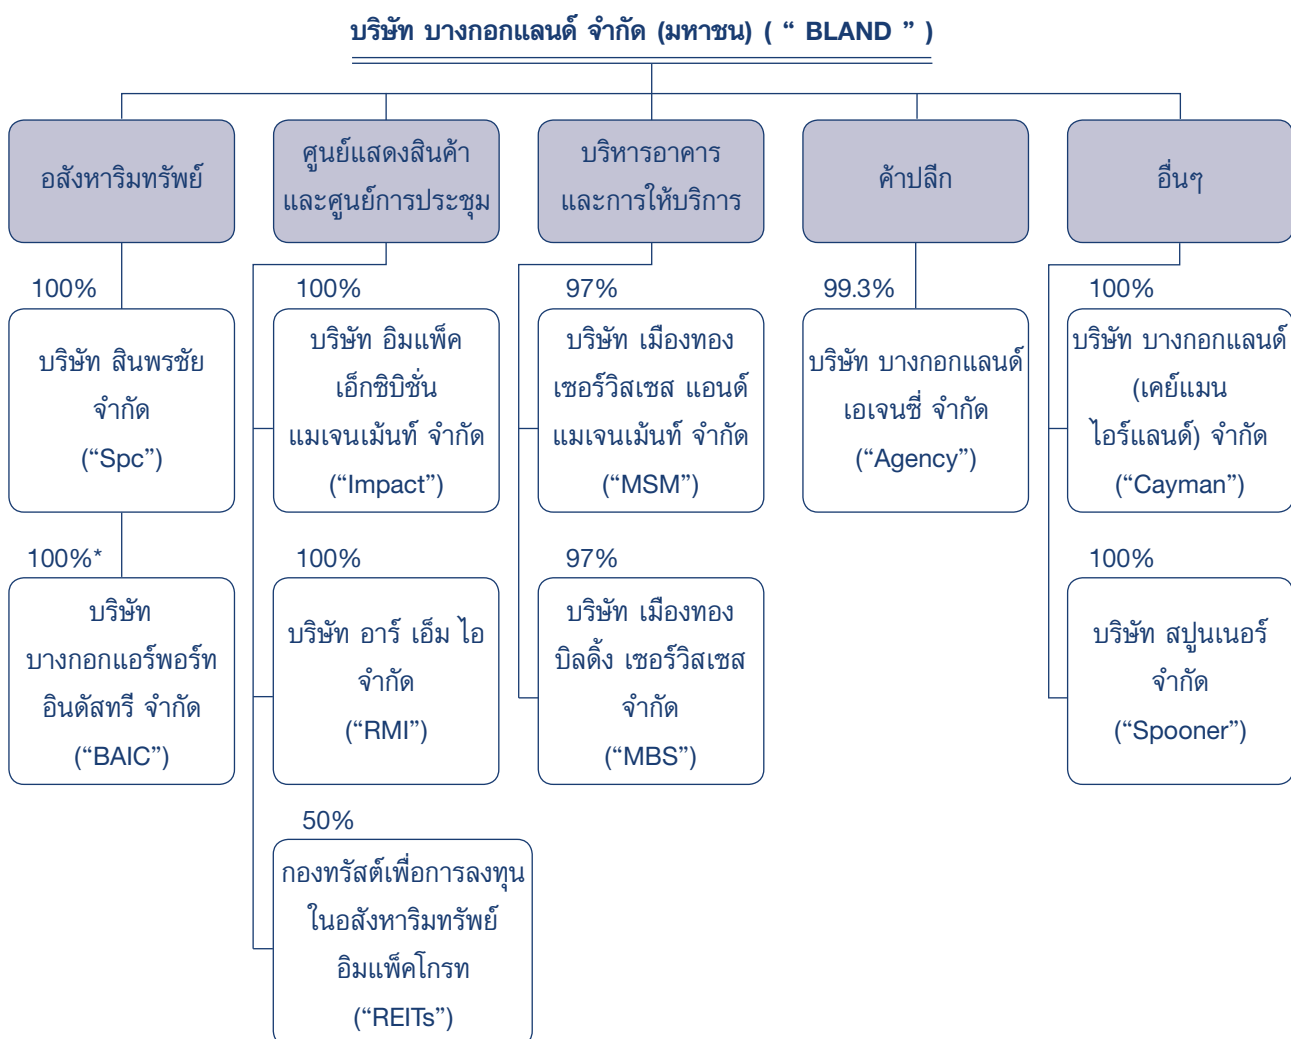 บริษัท บางกอกแลนด์ จำกัด (มหาชน) ( “ BLAND ” )
อสังหาริมทรัพย์
ศูนย์แสดงสินค้า
และศูนย์การประชุม
บริหารอาคาร
และการให้บริการ
ค้าปลีก
อื่นๆ
100%
บริษัท สินพรชัย
จำกัด
(“Spc”)
100%*
บริษัท
บางกอกแอร์พอร์ท
อินดัสทรี จำกัด
(“BAIC”)
100%
บริษัท อิมแพ็ค
เอ็กซิบิชั่น
แมเจนเม้นท์ จำกัด
(“Impact”)
100%
บริษัท อาร์ เอ็ม ไอ
จำกัด
(“RMI”)
50%
กองทรัสต์เพื่อการลงทุน
ในอสังหาริมทรัพย์
อิมแพ็คโกรท
(“REITs”)
97%
บริษัท เมืองทอง
เซอร์วิสเซส แอนด์
แมเจนเม้นท์ จำกัด
(“MSM”)
97%
บริษัท เมืองทอง
บิลดิ้ง เซอร์วิสเซส
จำกัด
(“MBS”)
99.3%
บริษัท บางกอกแลนด์
เอเจนซี่ จำกัด
(“Agency”)
100%
บริษัท บางกอกแลนด์
(เคย์แมน
ไอร์แลนด์) จำกัด
(“Cayman”)
100%
บริษัท สปูนเนอร์
จำกัด
(“Spooner”)